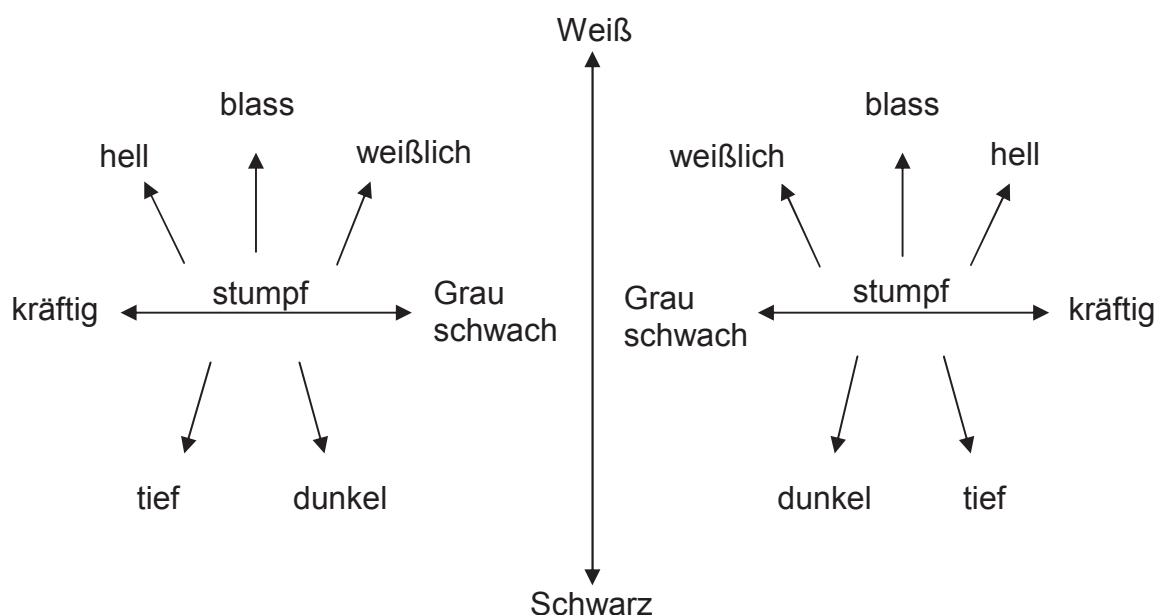 Weiß
blass
blass
hell
weißlich
weißlich
hell
kräftig
stumpf
Grau
schwach
Grau
schwach
stumpf
kräftig
tief
dunkel
dunkel
tief
Schwarz